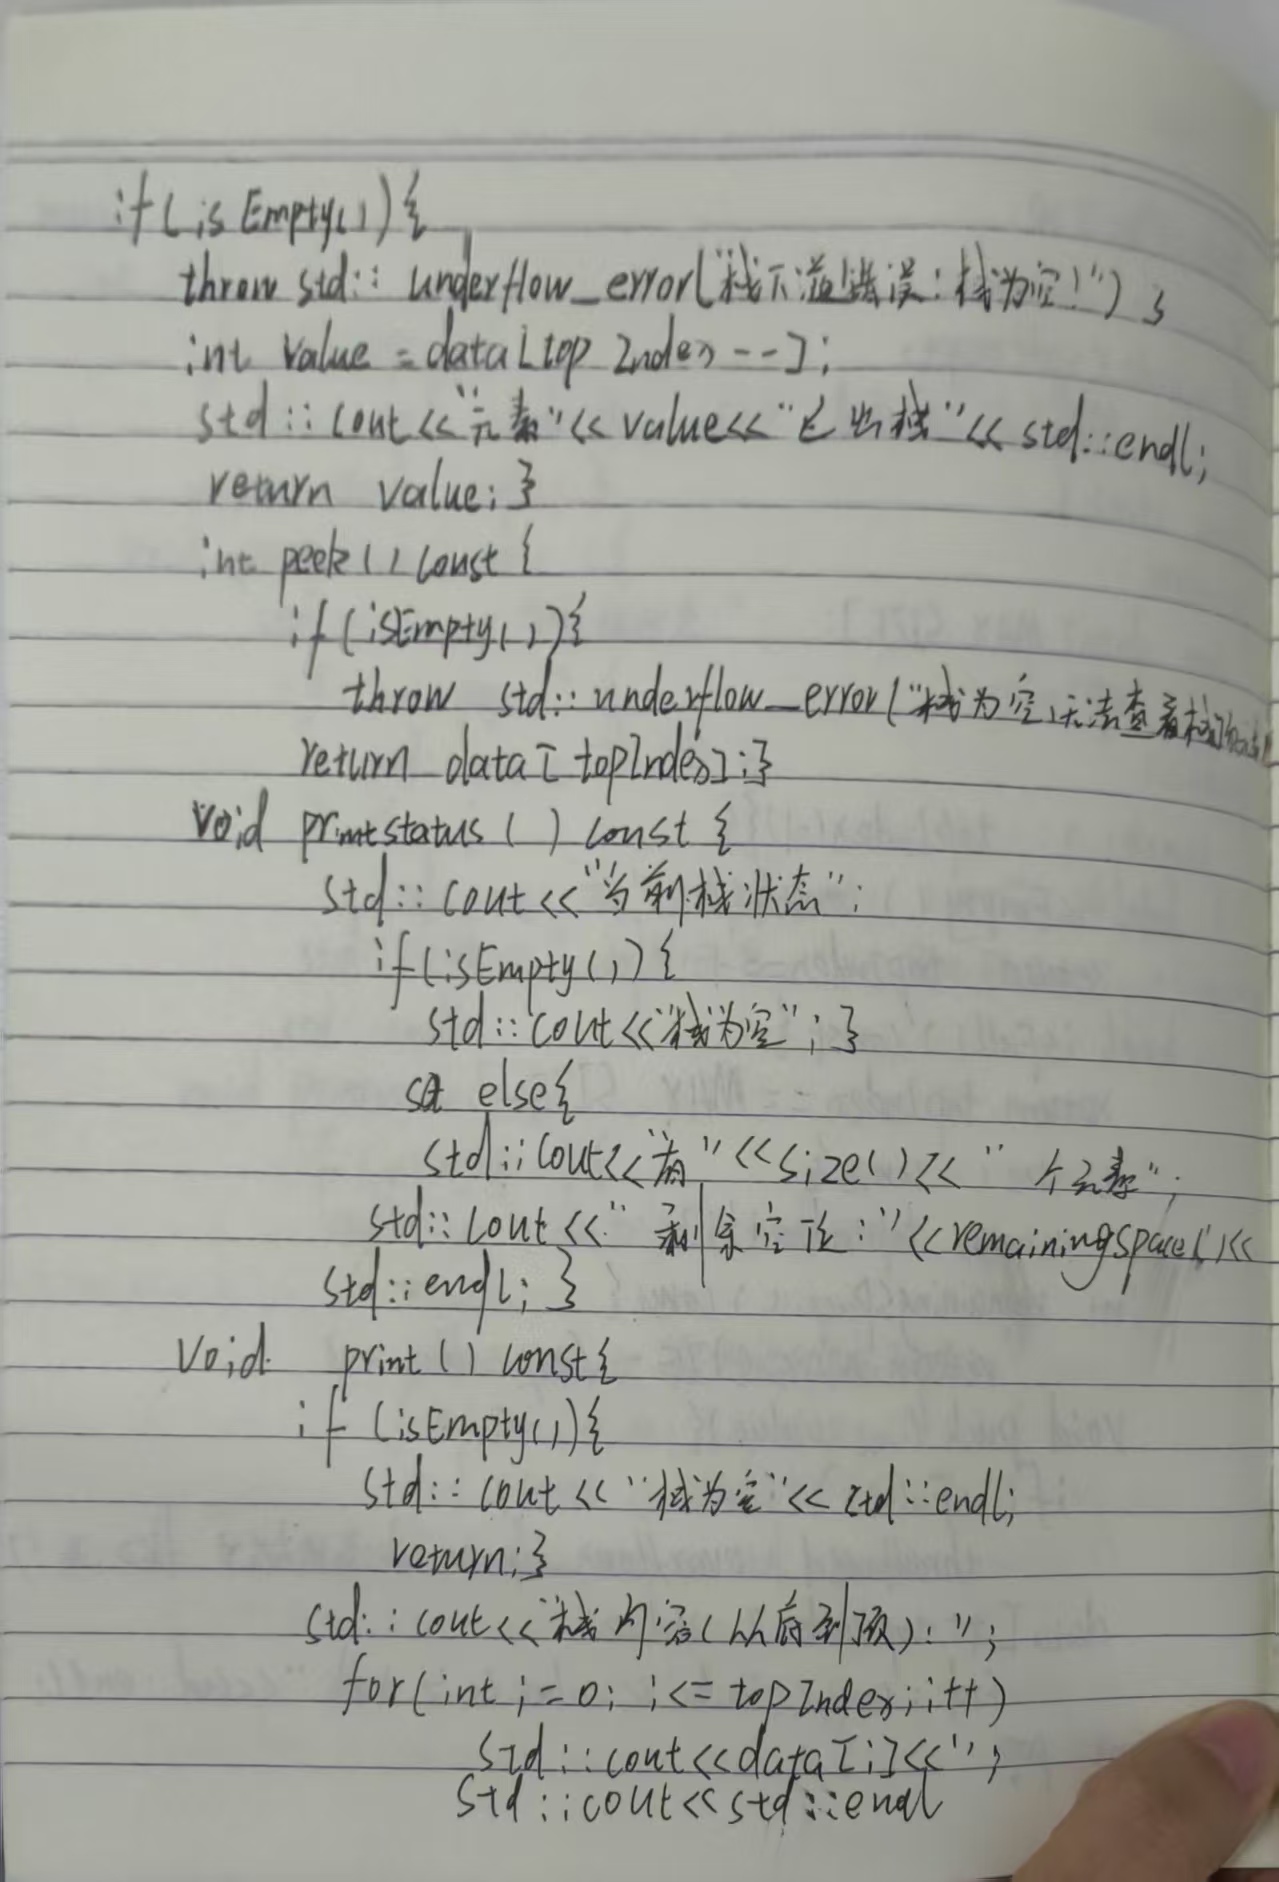 if(isEmpty()){
throw std::underflow_error("栈下溢错误:栈为空!");
int value=data[topIndex--];
std::cout<<"元素"<<value<<"已出栈"<<std::endl;
return value;}
int peek() const{
if(isEmpty()){
throw std::underflow_error("栈为空,无法查看栈顶
return data[topIndex];}
void printstatus() const{
std::cout<<"当前栈状态";
if(isEmpty()){
std::cout<<"栈为空";}
else{
std::cout<<"有"<<size()<<" 个元素";
std::cout<<" 剩余空位:"<<remainingspace()<<
std::endl;}
void print() const{
if(isEmpty()){
std::cout<<"栈为空"<<std::endl;
return;}
std::cout<<"栈内容(从底到顶):";
for(int i=0;i<=topIndex;i++)
std::cout<<data[i]<<"";
std::cout<<std::endl